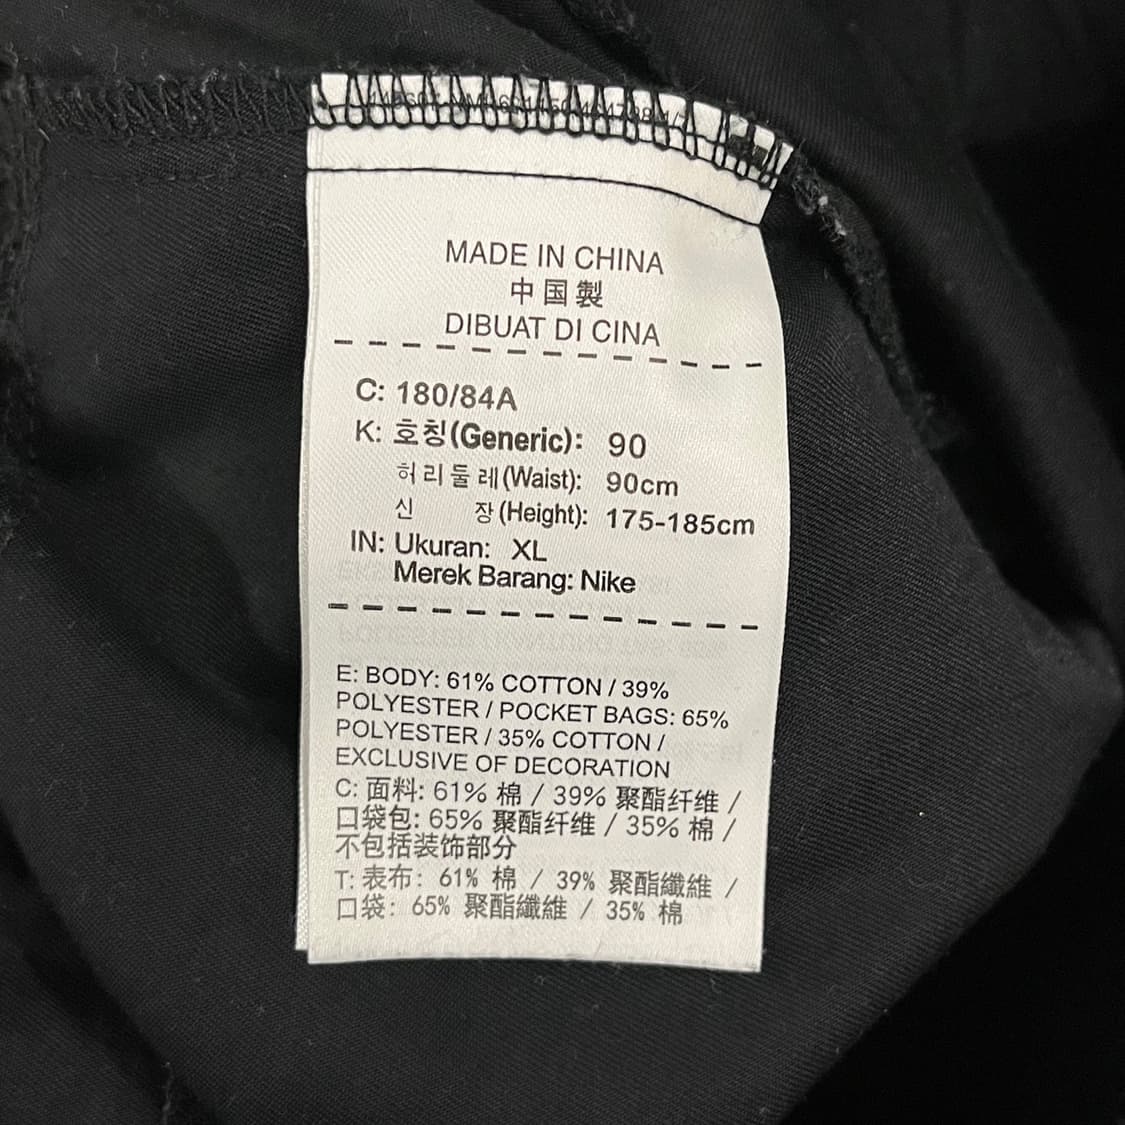 MADE IN CHINA
中国製
DIBUAT DI CINA
C: 180/84A
K: 호칭(Generic): 90
허리둘레(Waist): 90cm
신 장(Height): 175-185cm
IN: Ukuran: XL
Merek Barang: Nike
E: BODY: 61% COTTON / 39%
POLYESTER / POCKET BAGS: 65%
POLYESTER / 35% COTTON /
EXCLUSIVE OF DECORATION
C: 面料: 61% 棉 / 39% 聚酯纤维 /
口袋包: 65% 聚酯纤维 / 35% 棉 /
不包括装饰部分
T: 表布: 61% 棉 / 39% 聚酯纖維 /
口袋: 65% 聚酯纖維 / 35% 棉